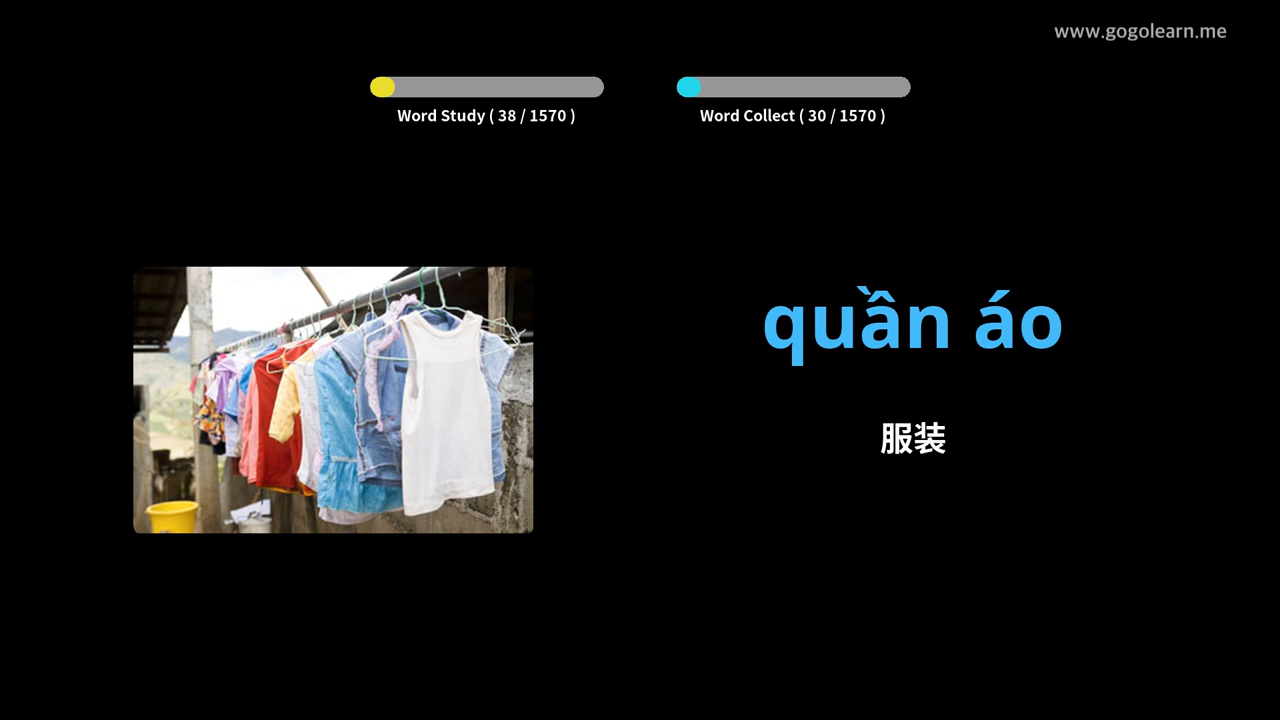 www.gogolearn.me
Word Study ( 38 / 1570 )
Word Collect ( 30 / 1570 )
quần áo
服装